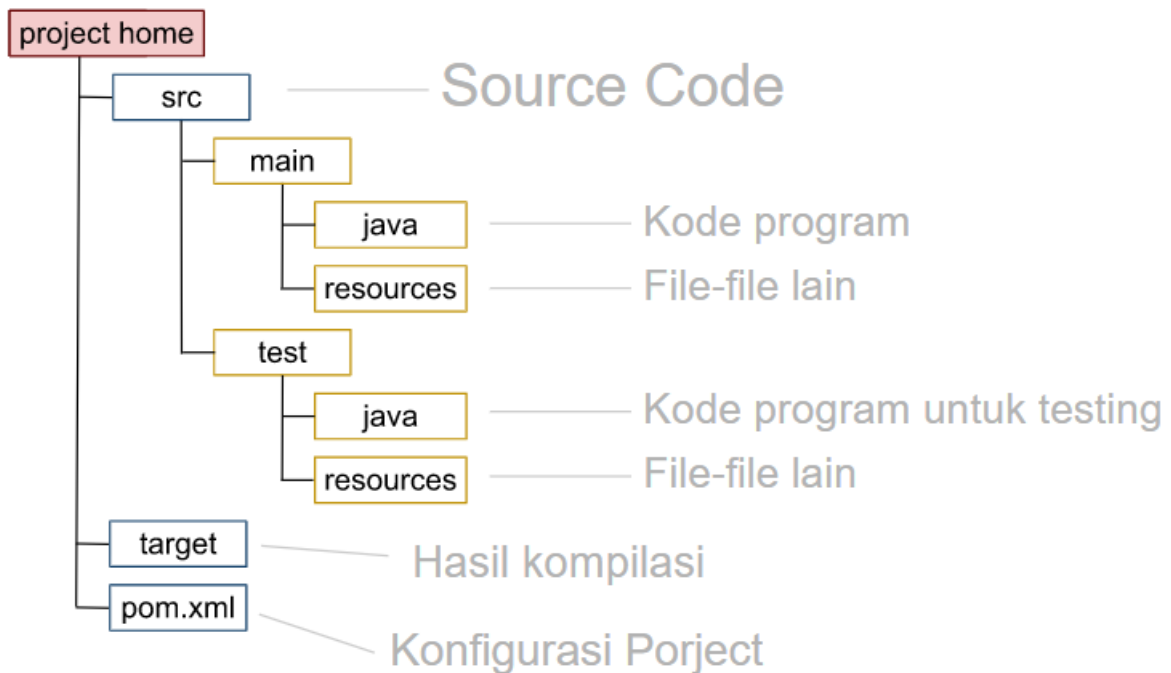 project home
src
Source Code
main
java
Kode program
resources
File-file lain
test
java
Kode program untuk testing
resources
File-file lain
target
Hasil kompilasi
pom.xml
Konfigurasi Porject